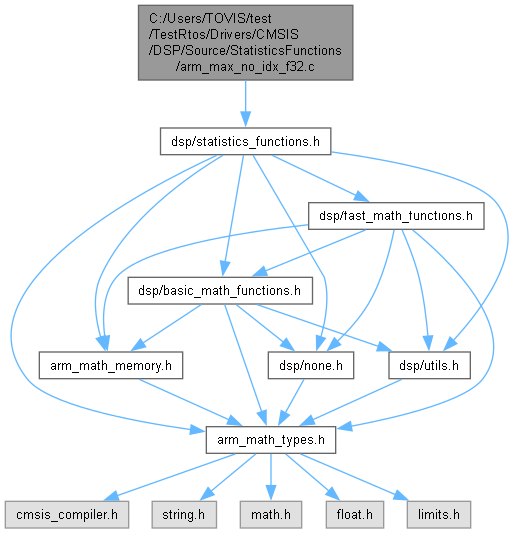 C:/Users/TOVIS/test
/TestRtos/Drivers/CMSIS
/DSP/Source/StatisticsFunctions
/arm_max_no_idx_f32.c
dsp/statistics_functions.h
dsp/fast_math_functions.h
dsp/basic_math_functions.h
arm_math_memory.h
dsp/none.h
dsp/utils.h
arm_math_types.h
cmsis_compiler.h
string.h
math.h
float.h
limits.h